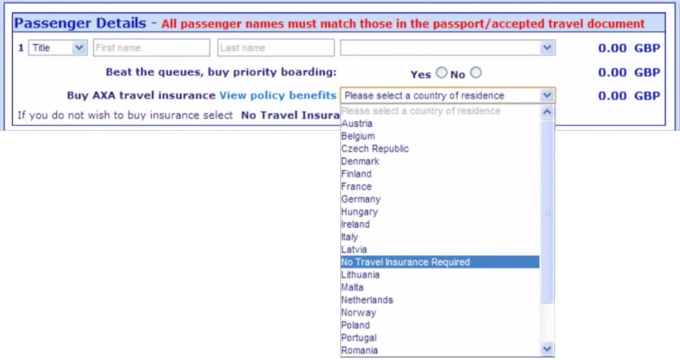 Passenger Details - All passenger names must match those in the passport/accepted travel document
1 Title First name Last name 0.00 GBP
Beat the queues, buy priority boarding: Yes No 0.00 GBP
Buy AXA travel insurance View policy benefits Please select a country of residence 0.00 GBP
If you do not wish to buy insurance select No Travel Insura
Please select a country of residence
Austria
Belgium
Czech Republic
Denmark
Finland
France
Germany
Hungary
Ireland
Italy
Latvia
No Travel Insurance Required
Lithuania
Malta
Netherlands
Norway
Poland
Portugal
Romania